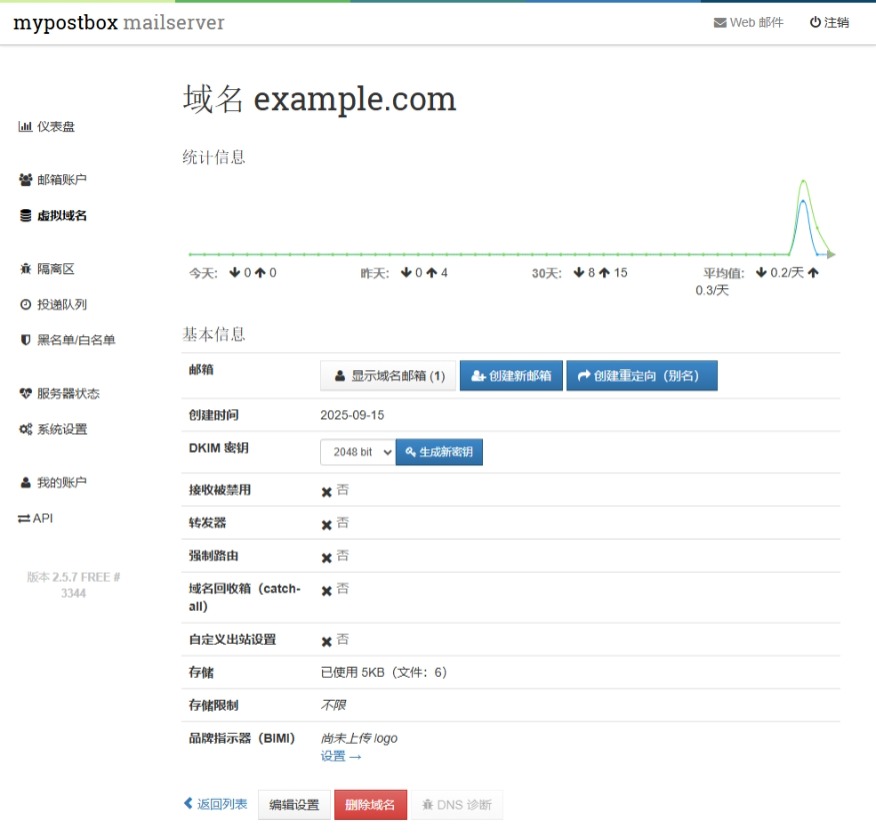 mypostbox mailserver
Web 邮件
注销
域名 example.com
仪表盘
邮箱账户
虚拟域名
隔离区
投递队列
黑名单/白名单
服务器状态
系统设置
我的账户
API
版本 2.5.7 FREE #
3344
统计信息
今天: 0 0 昨天: 0 4 30天: 8 15 平均值: 0.2/天
0.3/天
基本信息
邮箱 显示域名邮箱 (1) 创建新邮箱 创建重定向（别名）
创建时间 2025-09-15
DKIM 密钥 2048 bit 生成新密钥
接收被禁用 否
转发器 否
强制路由 否
域名回收箱（catch- 否
all）
自定义出站设置 否
存储 已使用 5KB（文件：6）
存储限制 不限
品牌指示器（BIMI） 尚未上传 logo
设置 →
返回列表 编辑设置 删除域名 DNS 诊断